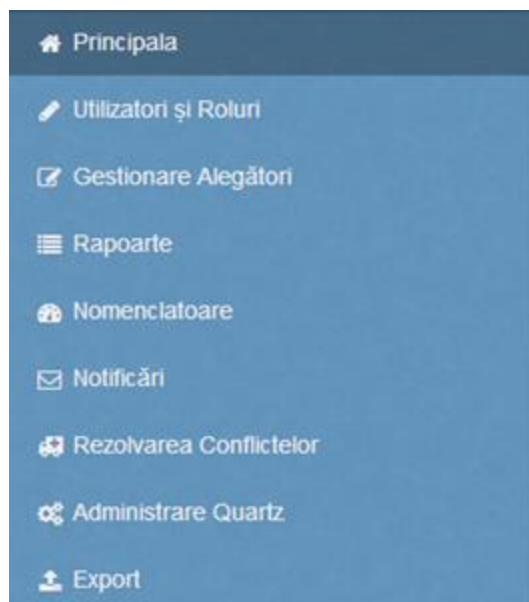 Principala
Utilizatori și Roluri
Gestionare Alegători
Rapoarte
Nomenclatoare
Notificări
Rezolvarea Conflictelor
Administrare Quartz
Export